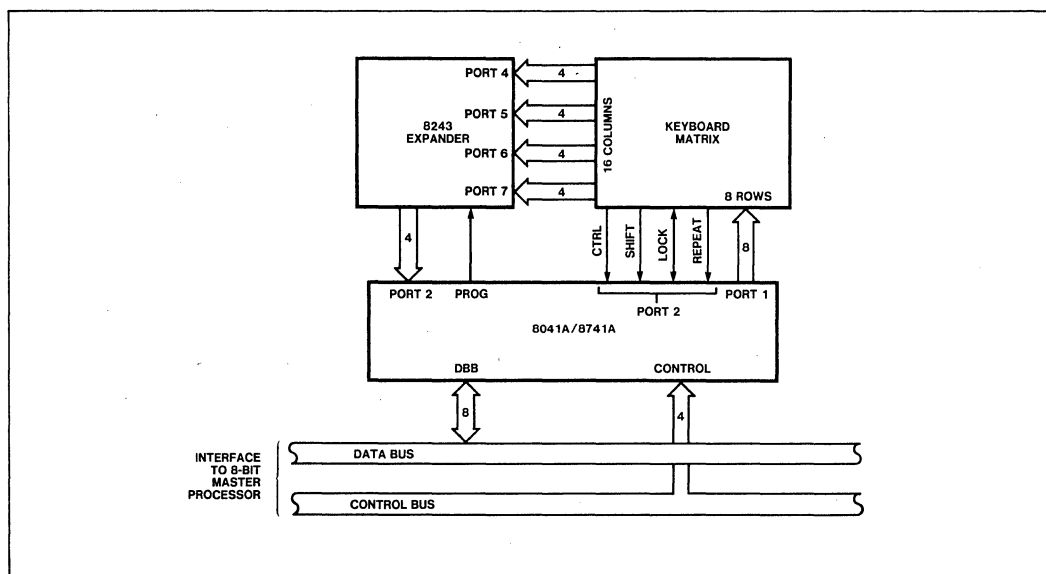 PORT 4
4
PORT 5
4
8243
EXPANDER
PORT 6
4
PORT 7
4
16 COLUMNS
KEYBOARD
MATRIX
8 ROWS
4
CTRL
SHIFT
LOCK
REPEAT
8
PORT 2
PROG
PORT 2
PORT 1
8041A/8741A
DBB
CONTROL
8
4
INTERFACE
TO 8-BIT
MASTER
PROCESSOR
DATA BUS
CONTROL BUS